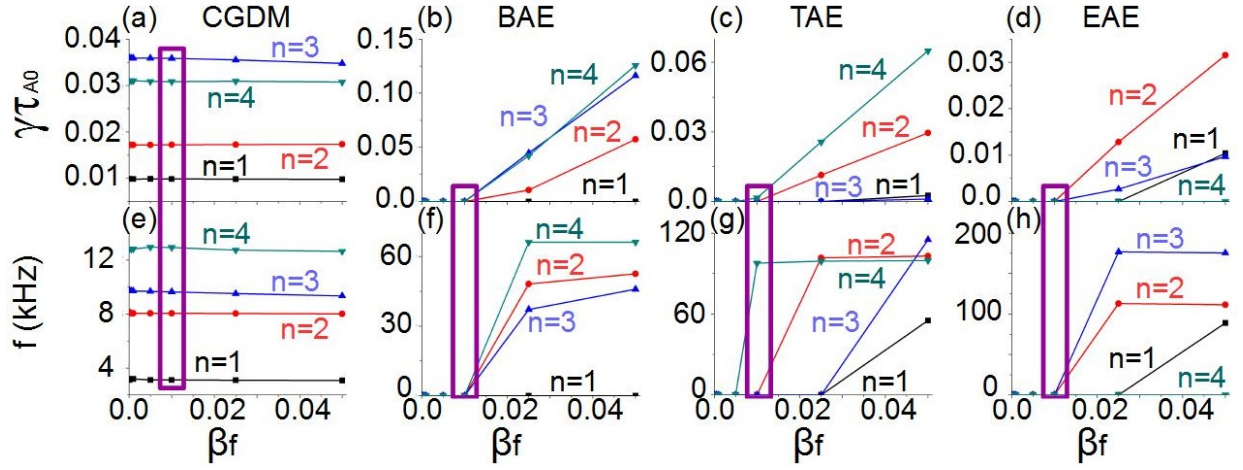 (a) CGDM (b) BAE (c) TAE (d) EAE
γτA0
0.04
0.03
0.02
0.01
n=3
n=4
n=2
n=1
0.15
0.10
0.05
0.00
n=4
n=3
n=2
n=1
0.06
0.03
0.0
n=4
n=2
n=3
n=1
0.03
0.02
0.01
0.0
n=2
n=1
n=3
n=4
f (kHz)
(e)
12
8
4
n=4
n=3
n=2
n=1
0.0 0.02 0.04
βf
(f)
60
30
0
n=4
n=2
n=3
n=1
0.0 0.02 0.04
βf
(g)
120
60
0
n=2
n=4
n=3
n=1
0.0 0.02 0.04
βf
(h)
200
100
0
n=3
n=2
n=1
n=4
0.0 0.02 0.04
βf